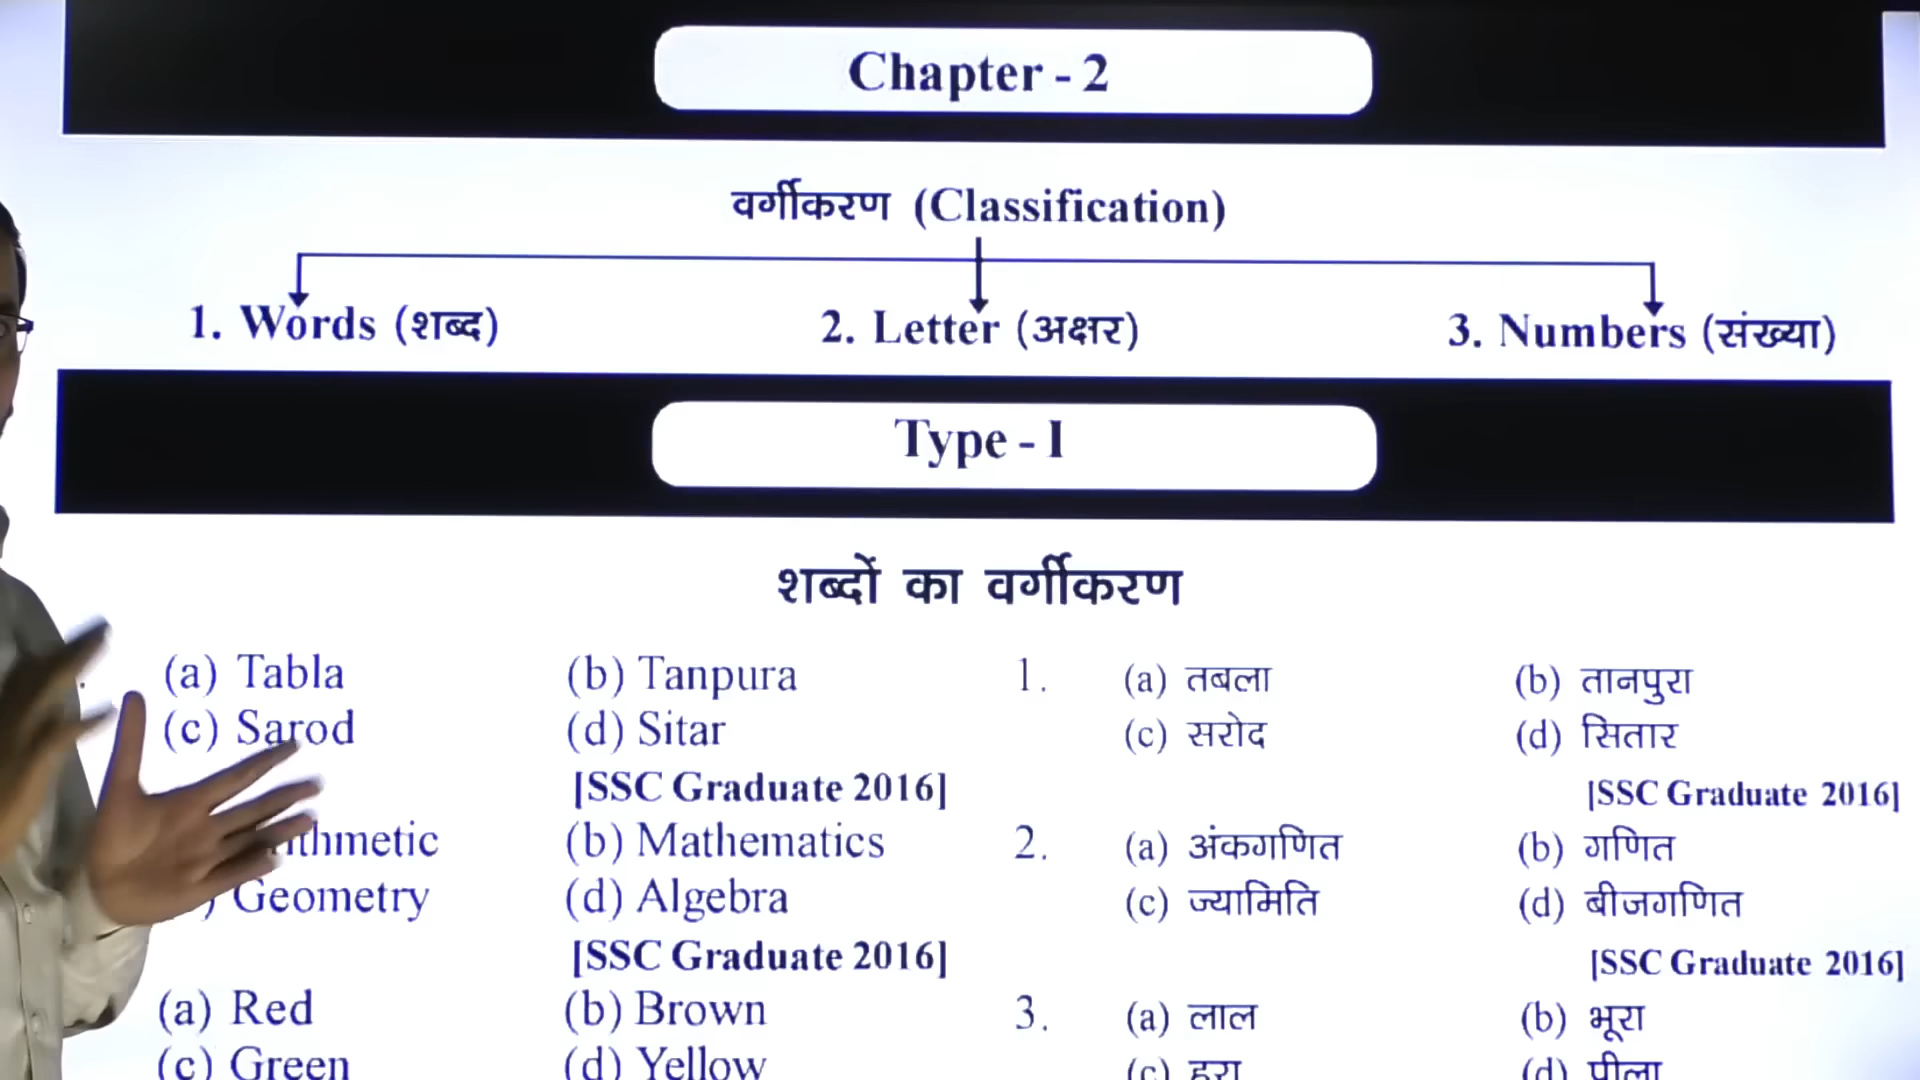 Chapter - 2
वर्गीकरण (Classification)
1. Words (शब्द) 2. Letter (अक्षर) 3. Numbers (संख्या)
Type - I
शब्दों का वर्गीकरण
(a) Tabla (b) Tanpura
(c) Sarod (d) Sitar
[SSC Graduate 2016]
(b) Mathematics
Geometry (d) Algebra
[SSC Graduate 2016]
(a) Red (b) Brown
(c) Green (d) Yellow
1. (a) तबला (b) तानपुरा
(c) सरोद (d) सितार
[SSC Graduate 2016]
2. (a) अंकगणित (b) गणित
(c) ज्यामिति (d) बीजगणित
[SSC Graduate 2016]
3. (a) लाल (b) भूरा
(c) हरा (d) पीला